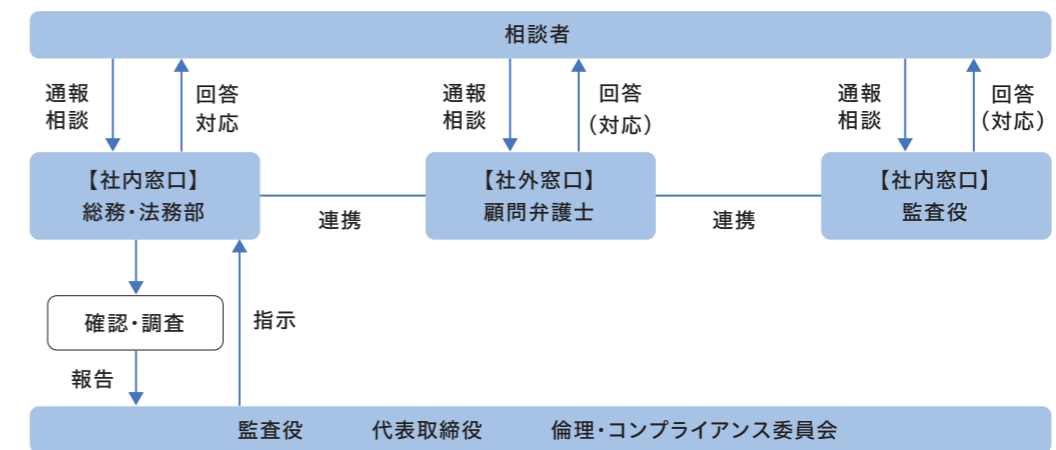 相談者
通報
相談
回答
対応
通報
相談
回答
（対応）
通報
相談
回答
（対応）
【社内窓口】
総務・法務部
連携
【社外窓口】
顧問弁護士
連携
【社内窓口】
監査役
確認・調査
指示
報告
監査役 代表取締役 倫理・コンプライアンス委員会